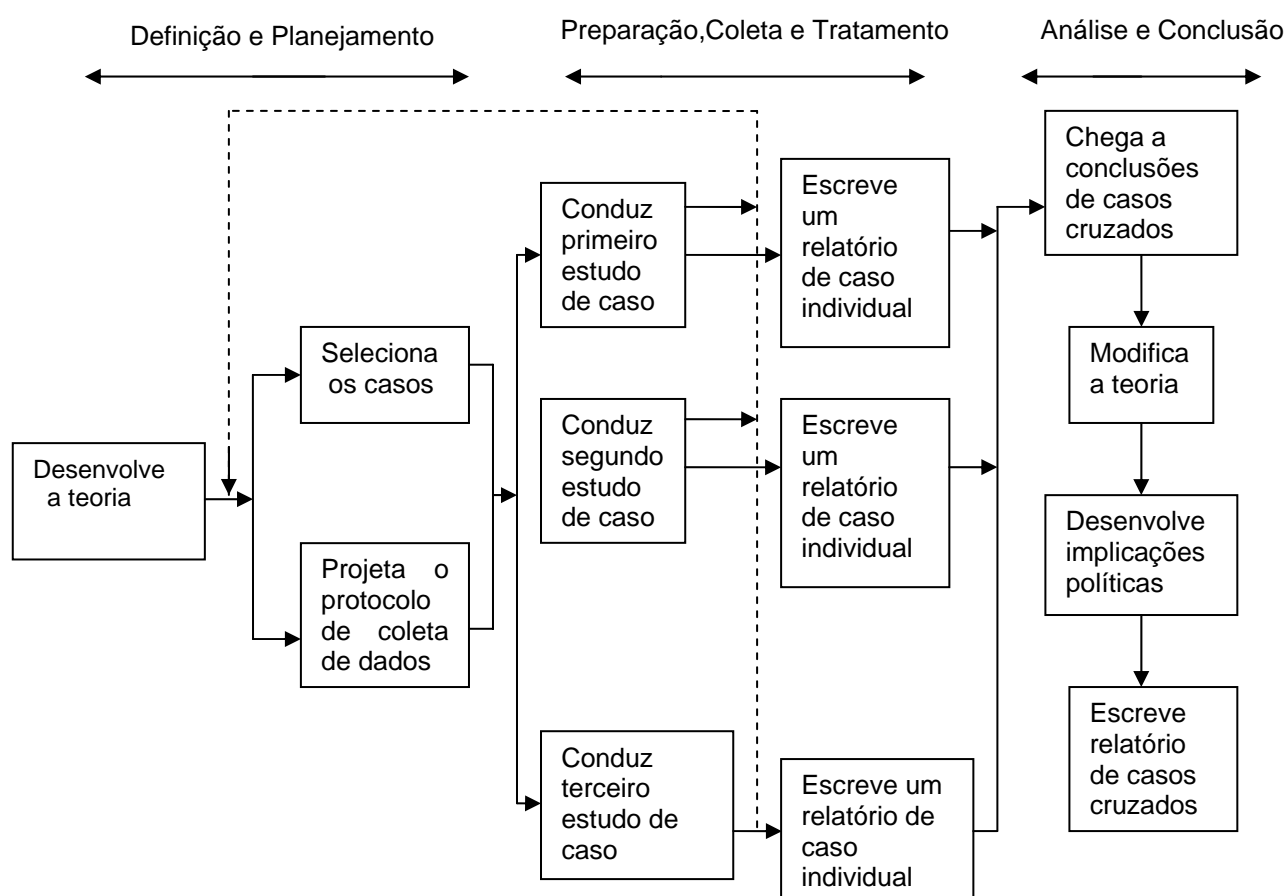 Definição e Planejamento
Preparação,Coleta e Tratamento
Análise e Conclusão
Desenvolve
a teoria
Seleciona
os casos
Projeta o
protocolo
de coleta
de dados
Conduz
primeiro
estudo
de caso
Escreve
um
relatório
de caso
individual
Conduz
segundo
estudo
de caso
Escreve
um
relatório
de caso
individual
Conduz
terceiro
estudo de
caso
Escreve um
relatório de
caso
individual
Chega a
conclusões
de casos
cruzados
Modifica
a teoria
Desenvolve
implicações
políticas
Escreve
relatório
de casos
cruzados